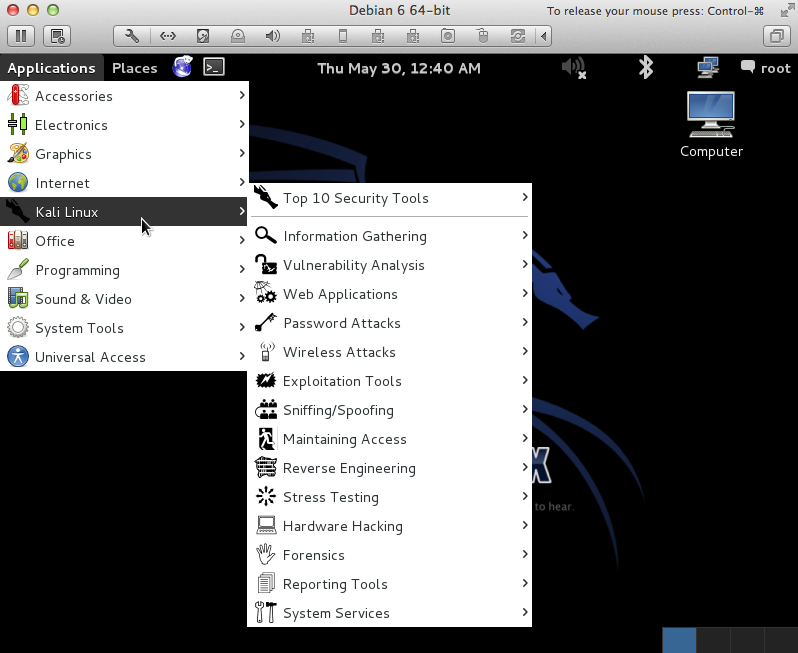 Debian 6 64-bit
To release your mouse press: Control-⌘
Applications Places Thu May 30, 12:40 AM root
Computer
Accessories
Electronics
Graphics
Internet
Kali Linux
Office
Programming
Sound & Video
System Tools
Universal Access
Top 10 Security Tools
Information Gathering
Vulnerability Analysis
Web Applications
Password Attacks
Wireless Attacks
Exploitation Tools
Sniffing/Spoofing
Maintaining Access
Reverse Engineering
Stress Testing
Hardware Hacking
Forensics
Reporting Tools
System Services
X
to hear.